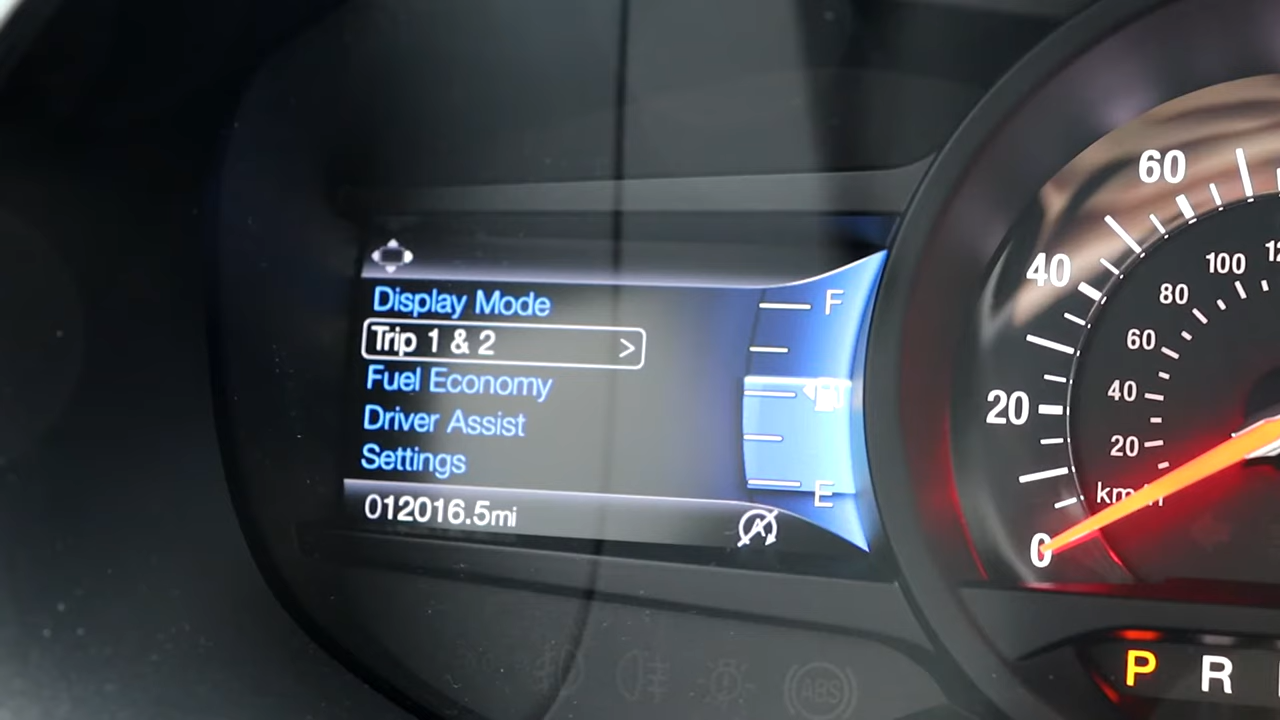 Display Mode
Trip 1 & 2 >
Fuel Economy
Driver Assist
Settings
012016.5mi
F
E
A
60
40
20
0
100
80
60
40
20
km/h
P R
ABS